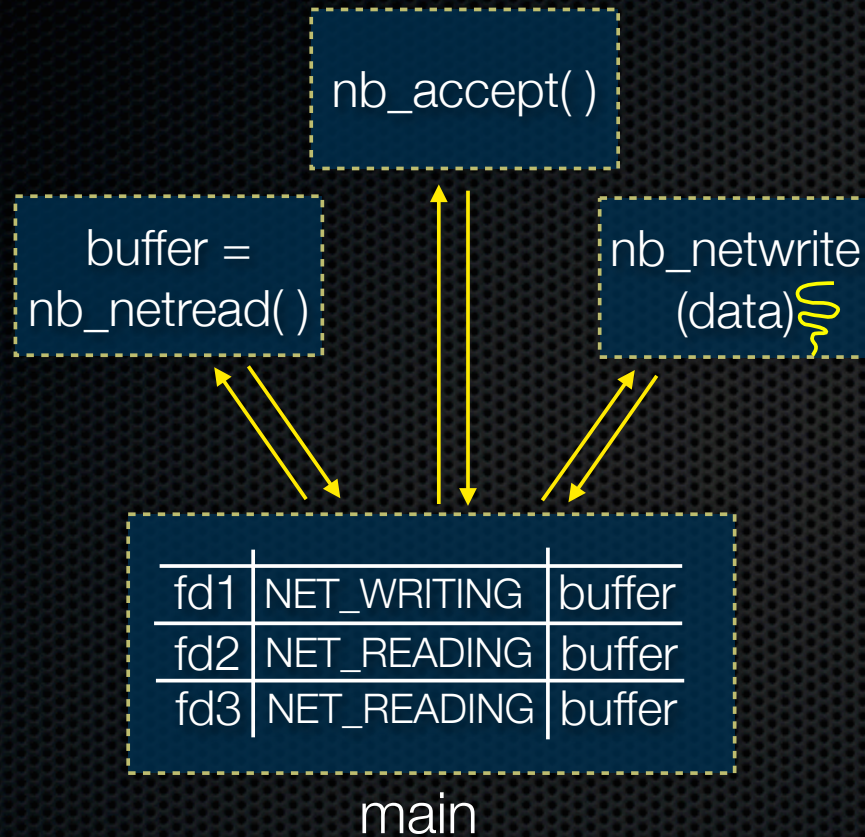 nb_accept( )
buffer =
nb_netread( )
nb_netwrite
(data)
fd1 NET_WRITING buffer
fd2 NET_READING buffer
fd3 NET_READING buffer
main